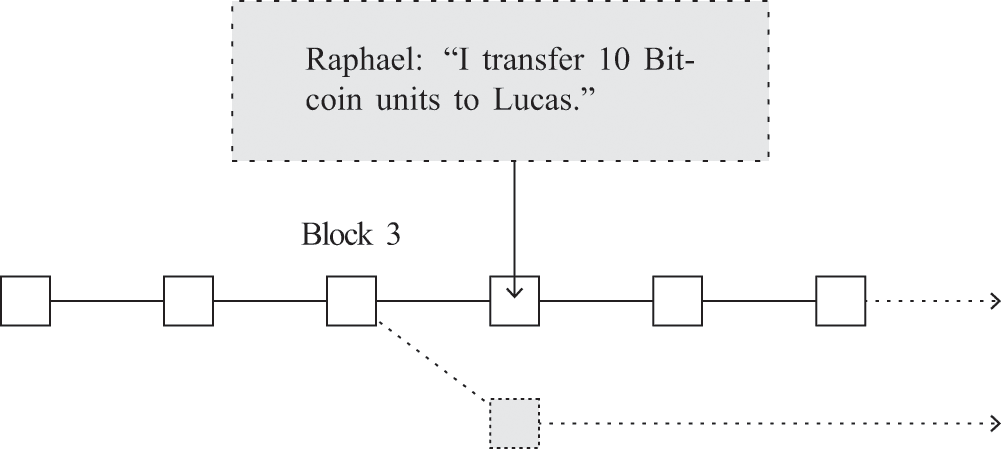 Raphael: “I transfer 10 Bit-
coin units to Lucas.”
Block 3